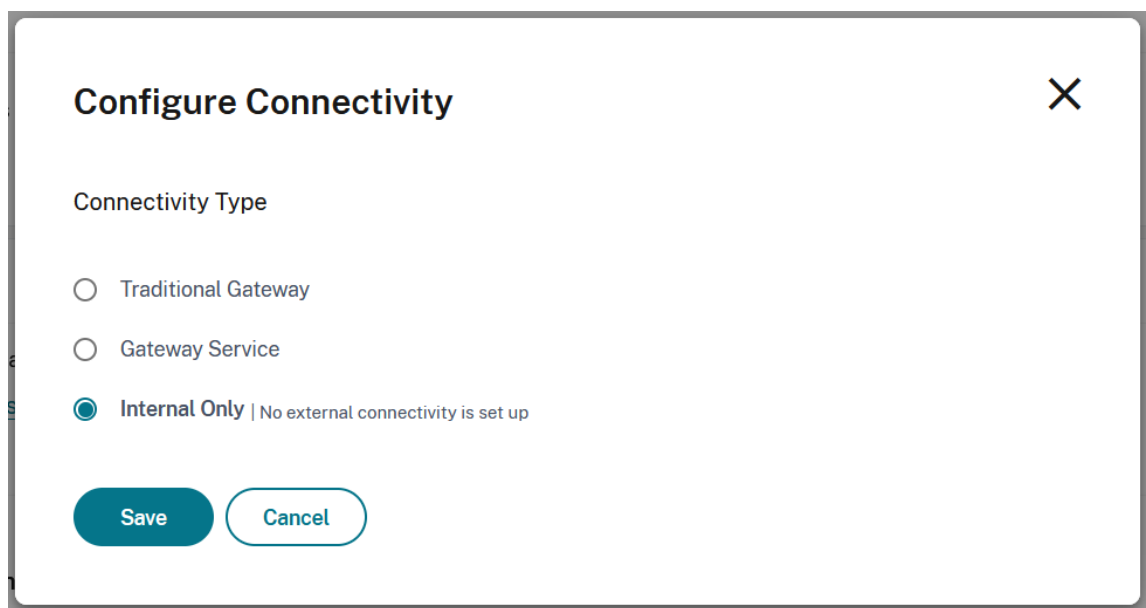 Configure Connectivity
Connectivity Type
Traditional Gateway
Gateway Service
Internal Only | No external connectivity is set up
Save
Cancel